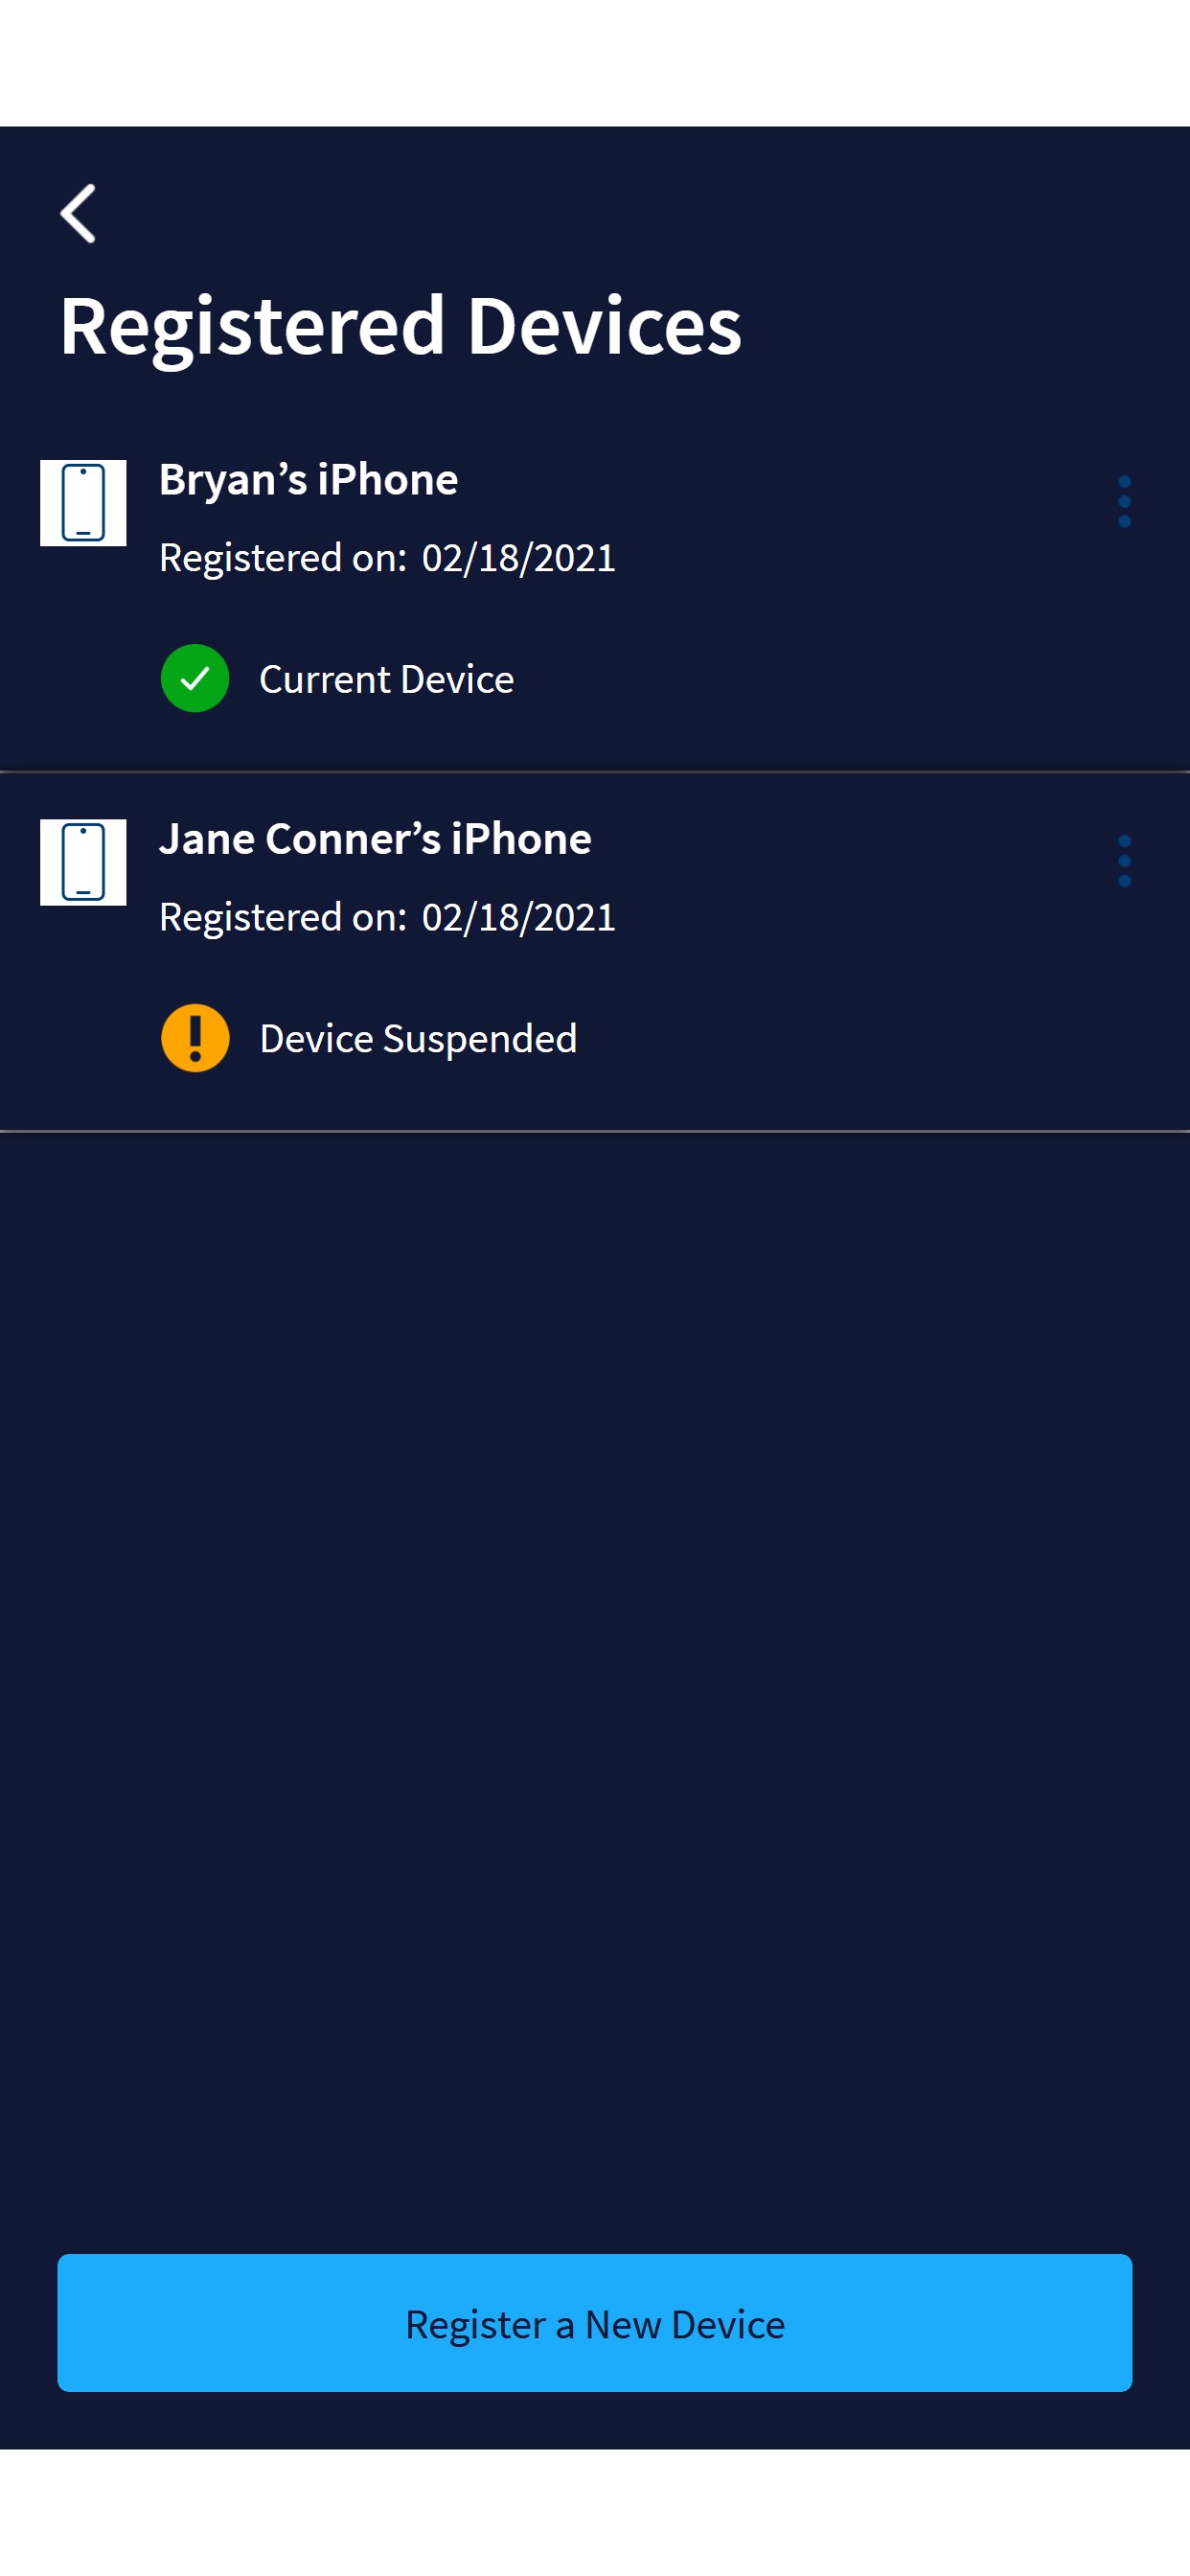 Registered Devices
Bryan’s iPhone
Registered on: 02/18/2021
Current Device
Jane Conner’s iPhone
Registered on: 02/18/2021
Device Suspended
Register a New Device